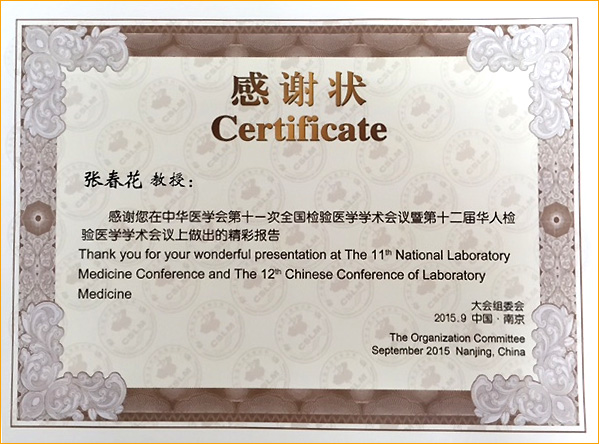 感谢状
Certificate
张春花 教授：
感谢您在中华医学会第十一次全国检验医学学术会议暨第十二届华人检
验医学学术会议上做出的精彩报告
Thank you for your wonderful presentation at The 11th National Laboratory
Medicine Conference and The 12th Chinese Conference of Laboratory
Medicine
大会组委会
2015.9 中国·南京
The Organization Committee
September 2015 Nanjing, China